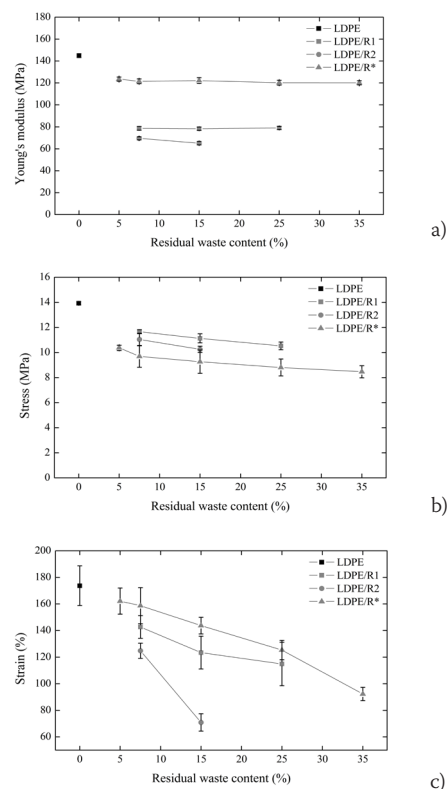 180
160
140
120
100
80
60
40
20
0
Young's modulus (MPa)
LDPE
LDPE/R1
LDPE/R2
LDPE/R*
0 5 10 15 20 25 30 35
Residual waste content (%)
a)
16
14
12
10
8
6
4
2
0
Stress (MPa)
LDPE
LDPE/R1
LDPE/R2
LDPE/R*
0 5 10 15 20 25 30 35
Residual waste content (%)
b)
200
180
160
140
120
100
80
60
Strain (%)
LDPE
LDPE/R1
LDPE/R2
LDPE/R*
0 5 10 15 20 25 30 35
Residual waste content (%)
c)